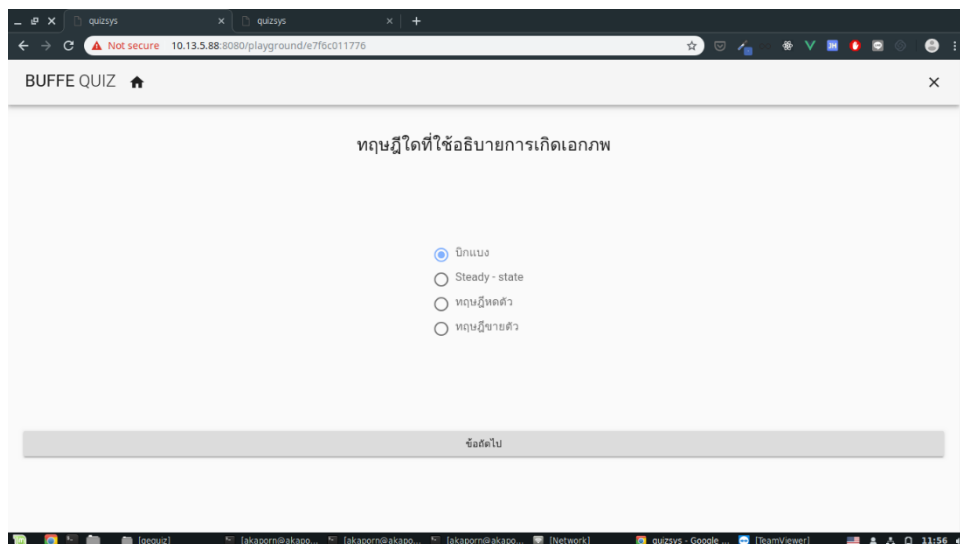 quizsys
quizsys
Not secure 10.13.5.88:8080/playground/e7f6c011776
BUFFE QUIZ
ทฤษฎีใดที่ใช้อธิบายการเกิดเอกภพ
บิกแบง
Steady - state
ทฤษฎีหดตัว
ทฤษฎีขายตัว
ข้อถัดไป
[gequiz] [akaporn@akapo... [akaporn@akapo... [akaporn@akapo... [Network] quizsys - Google ... [TeamViewer] 11:56